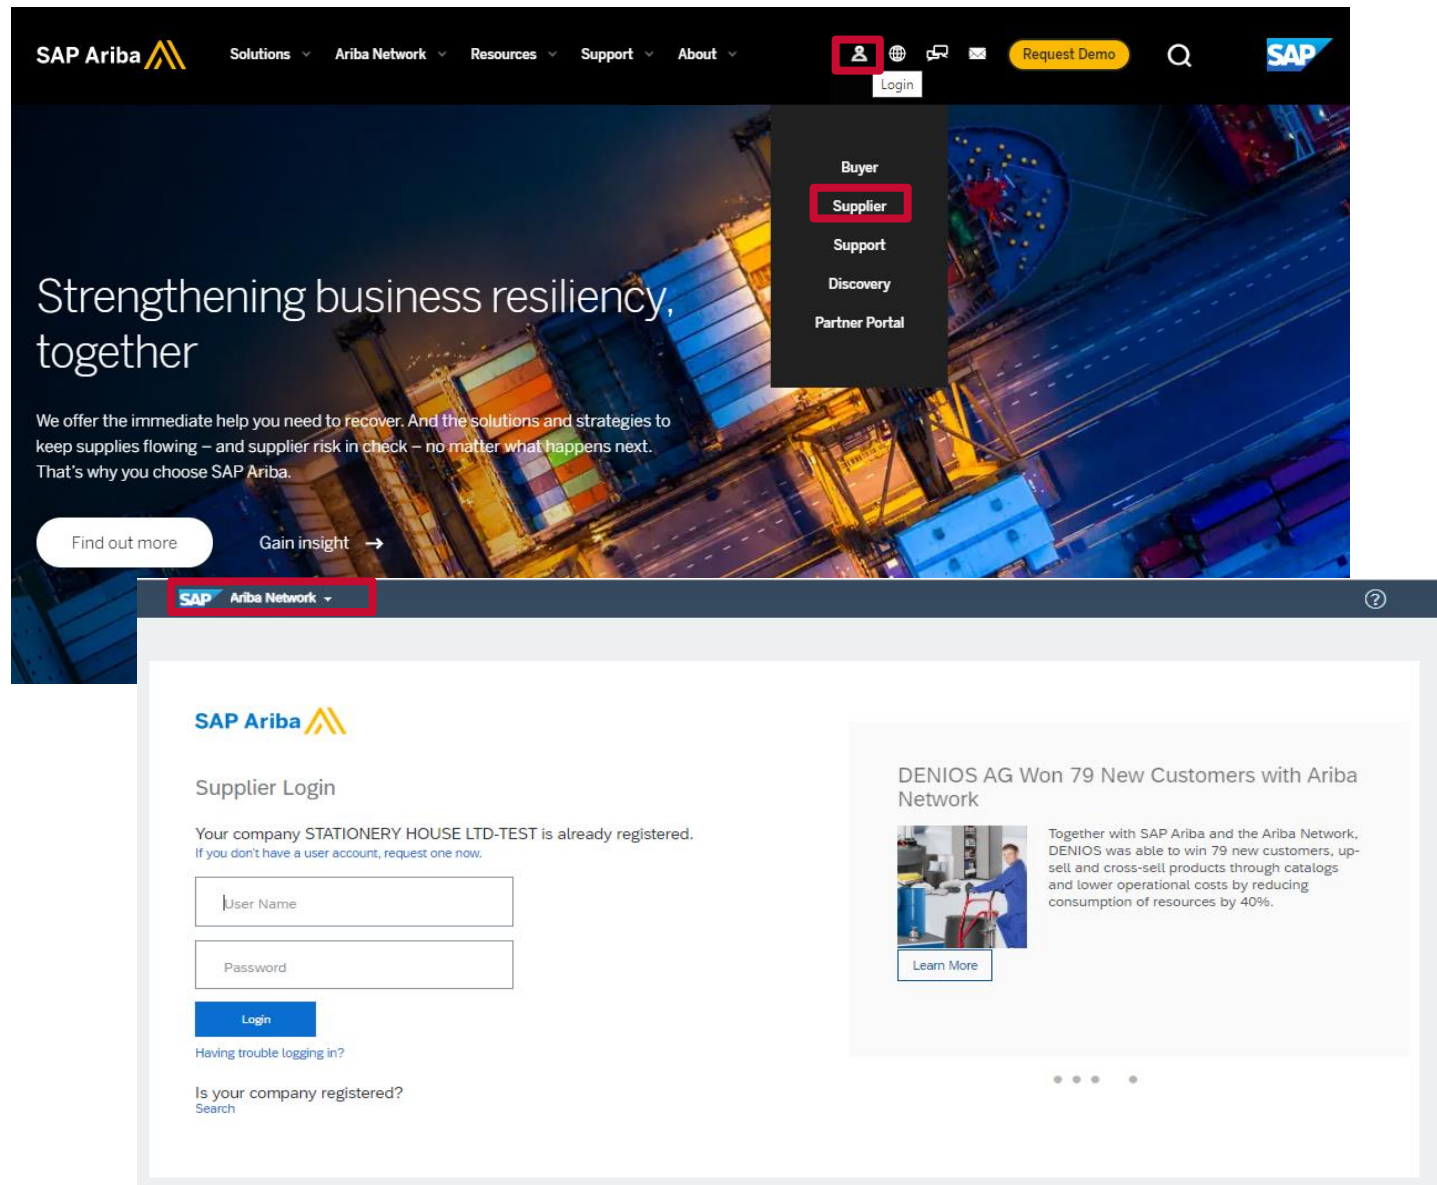 SAP Ariba
Solutions
Ariba Network
Resources
Support
About
Request Demo
SAP
Login
Buyer
Supplier
Support
Discovery
Partner Portal
Strengthening business resiliency,
together
We offer the immediate help you need to recover. And the solutions and strategies to
keep supplies flowing – and supplier risk in check – no matter what happens next.
That's why you choose SAP Ariba.
Find out more
Gain insight →
SAP Ariba Network
SAP Ariba
Supplier Login
Your company STATIONERY HOUSE LTD-TEST is already registered.
If you don't have a user account, request one now.
User Name
Password
Login
Having trouble logging in?
Is your company registered?
Search
DENIOS AG Won 79 New Customers with Ariba
Network
Together with SAP Ariba and the Ariba Network,
DENIOS was able to win 79 new customers, up-
sell and cross-sell products through catalogs
and lower operational costs by reducing
consumption of resources by 40%.
Learn More